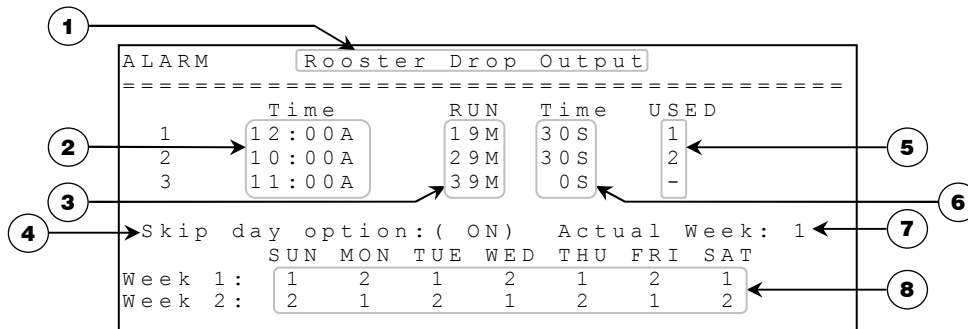 1
ALARM Rooster Drop Output
=========================================
Time RUN Time USED
1 12:00A 19M 30S 1
2 10:00A 29M 30S 2
3 11:00A 39M 0S -
2
5
3
6
4
Skip day option:( ON) Actual Week: 1
7
SUN MON TUE WED THU FRI SAT
Week 1: 1 2 1 2 1 2 1
Week 2: 2 1 2 1 2 1 2
8